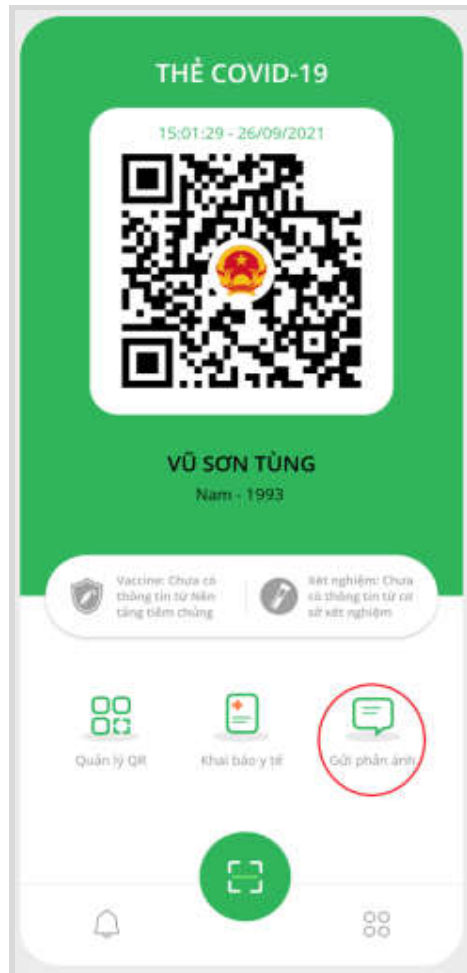 THẺ COVID-19
15:01:29 - 26/09/2021
VŨ SƠN TÙNG
Nam - 1993
Vaccine: Chưa có
thông tin từ Nền
tảng tiêm chủng
Xét nghiệm: Chưa
có thông tin từ cơ
sở xét nghiệm
Quản lý QR
Khai báo y tế
Gửi phản ánh